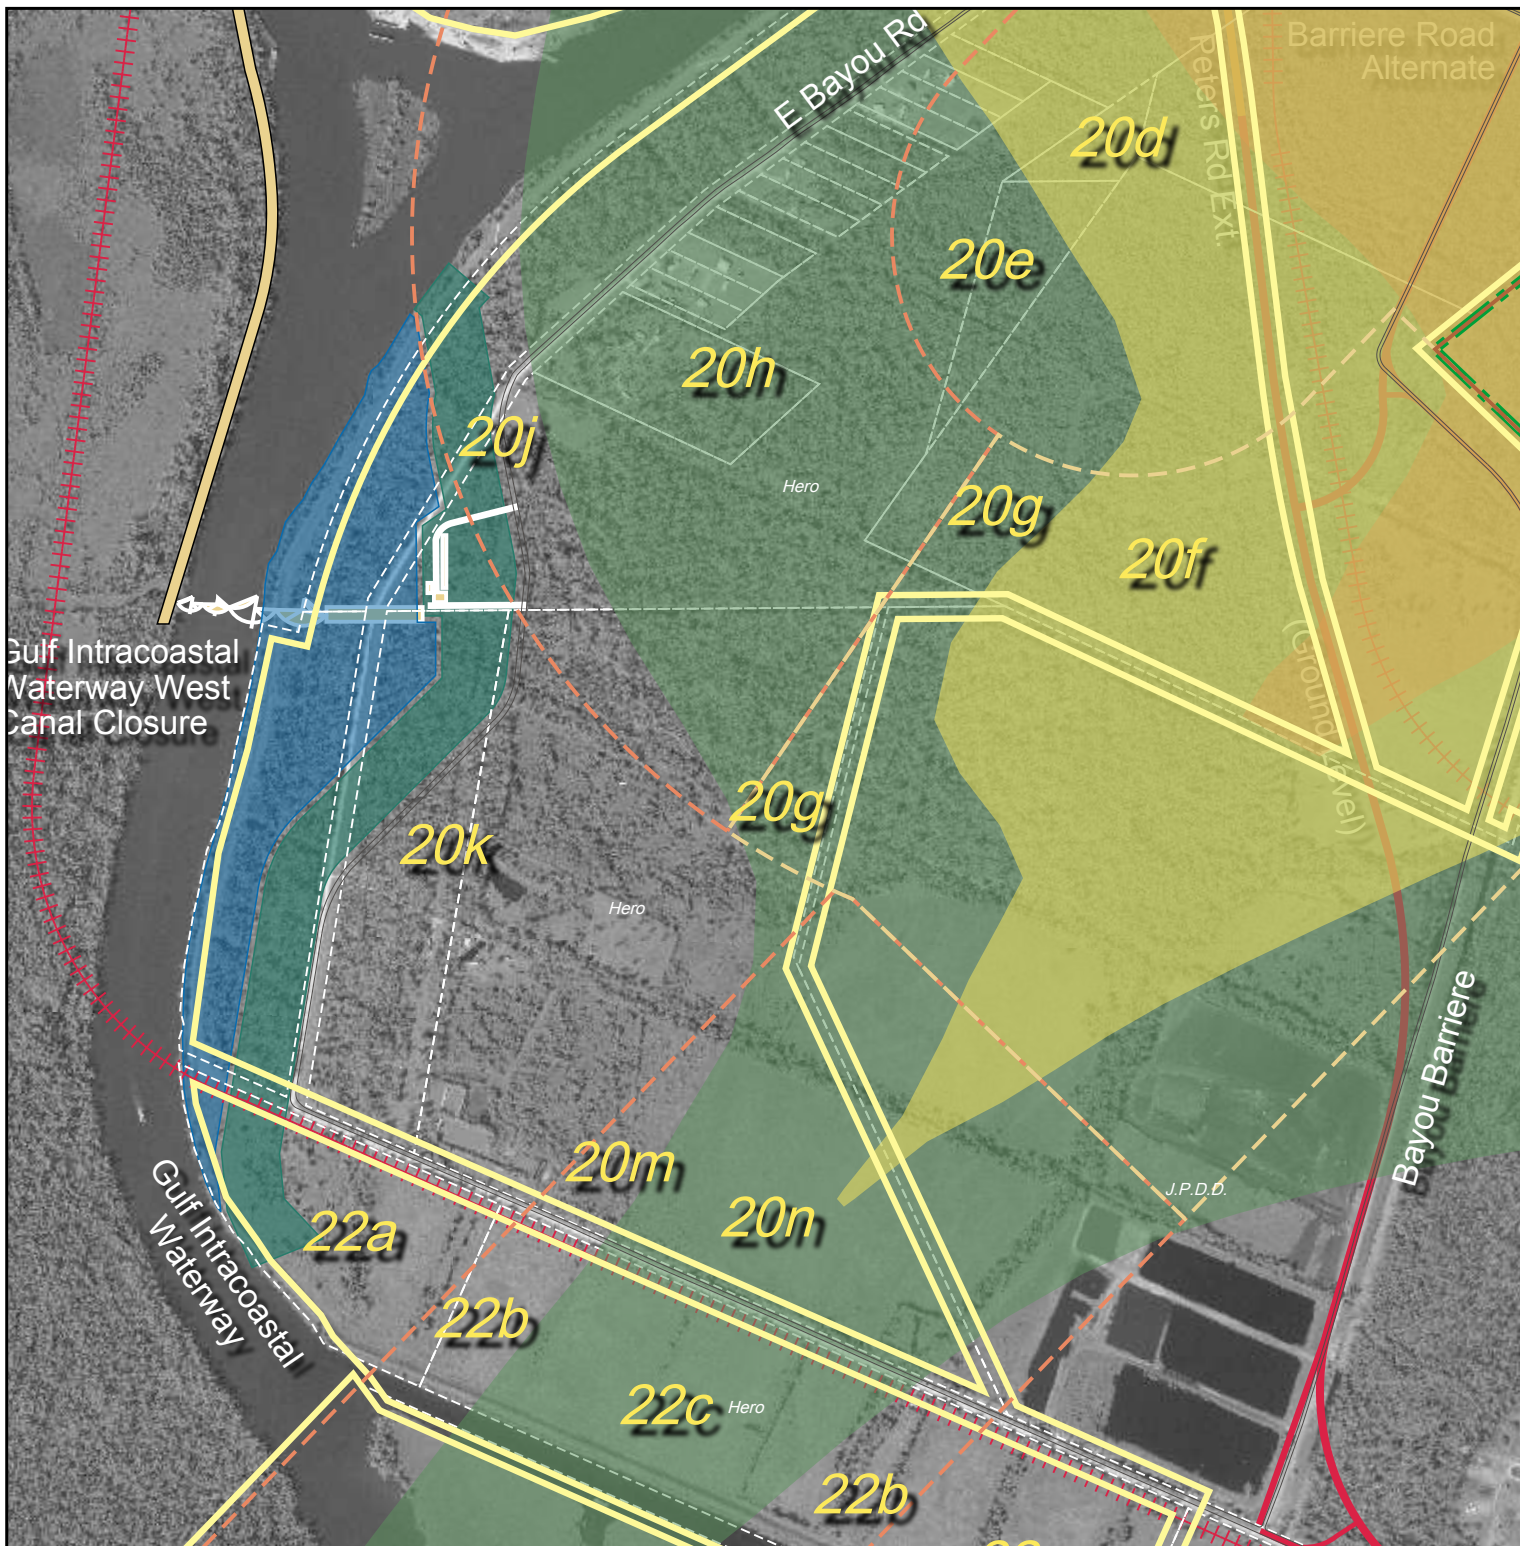 Barriere Road
Alternate
E Bayou Rd
Peters Rd Ext.
20d
20e
20h
20j
Hero
20g
20f
Gulf Intracoastal
Waterway West
Canal Closure
(Ground Level)
20g
20k
Hero
Bayou Barriere
20m
J.P.D.D.
20n
Gulf Intracoastal
Waterway
22a
22b
22c
Hero
22b